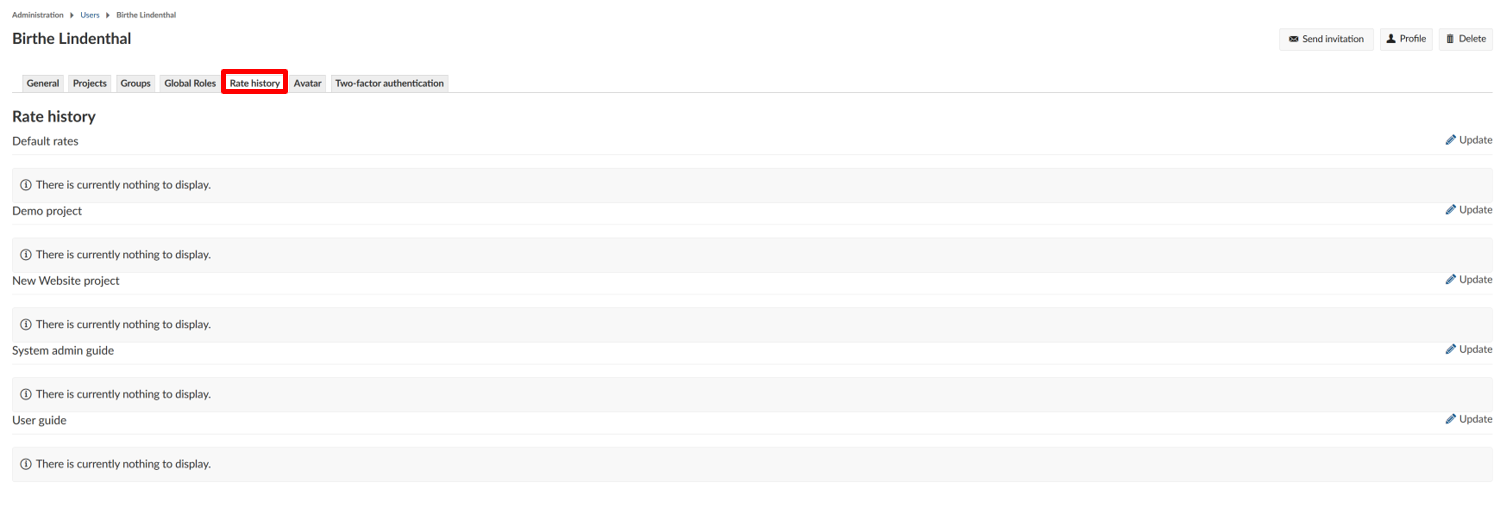 Administration Users Birthe Lindenthal
Birthe Lindenthal
Send invitation Profile Delete
General Projects Groups Global Roles Rate history Avatar Two-factor authentication
Rate history
Default rates Update
There is currently nothing to display.
Demo project Update
There is currently nothing to display.
New Website project Update
There is currently nothing to display.
System admin guide Update
There is currently nothing to display.
User guide Update
There is currently nothing to display.